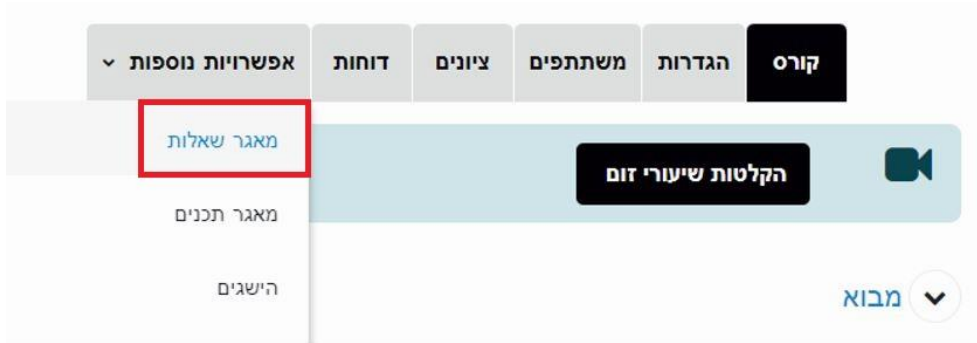 קורס הגדרות משתתפים ציונים דוחות אפשרויות נוספות
מאגר שאלות
הקלטות שיעורי זום
מאגר תכנים
הישגים
מבוא